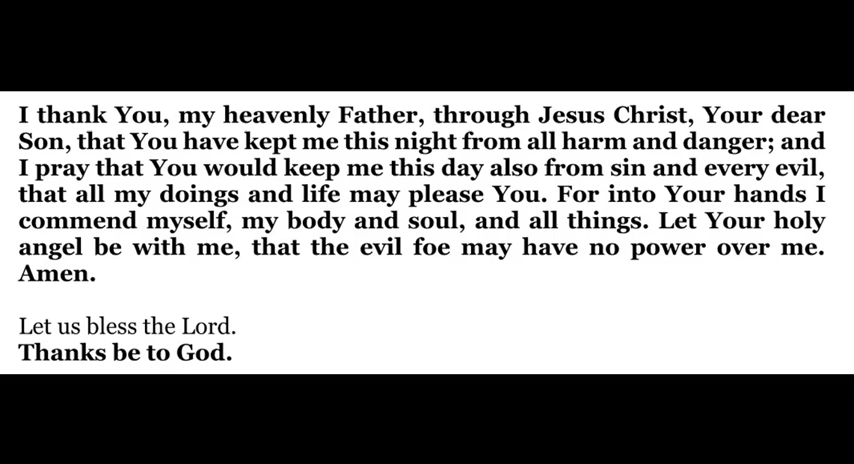 I thank You, my heavenly Father, through Jesus Christ, Your dear
Son, that You have kept me this night from all harm and danger; and
I pray that You would keep me this day also from sin and every evil,
that all my doings and life may please You. For into Your hands I
commend myself, my body and soul, and all things. Let Your holy
angel be with me, that the evil foe may have no power over me.
Amen.
Let us bless the Lord.
Thanks be to God.